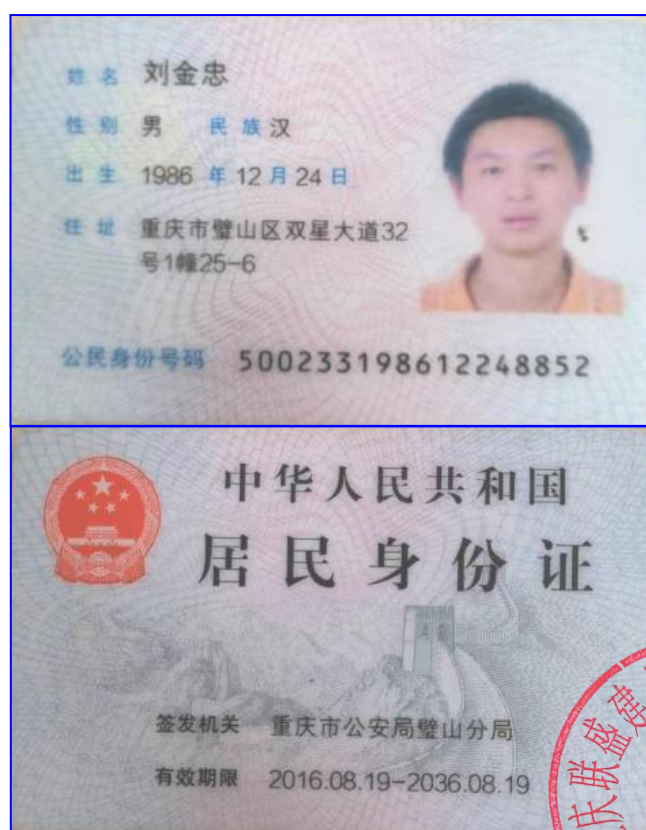 姓名 刘金忠
性别 男 民族 汉
出生 1986 年 12 月 24 日
住址 重庆市璧山区双星大道32
号1幢25-6
公民身份号码 500233198612248852
中华人民共和国
居民身份证
签发机关 重庆市公安局璧山分局
有效期限 2016.08.19-2036.08.19
庆联盛建